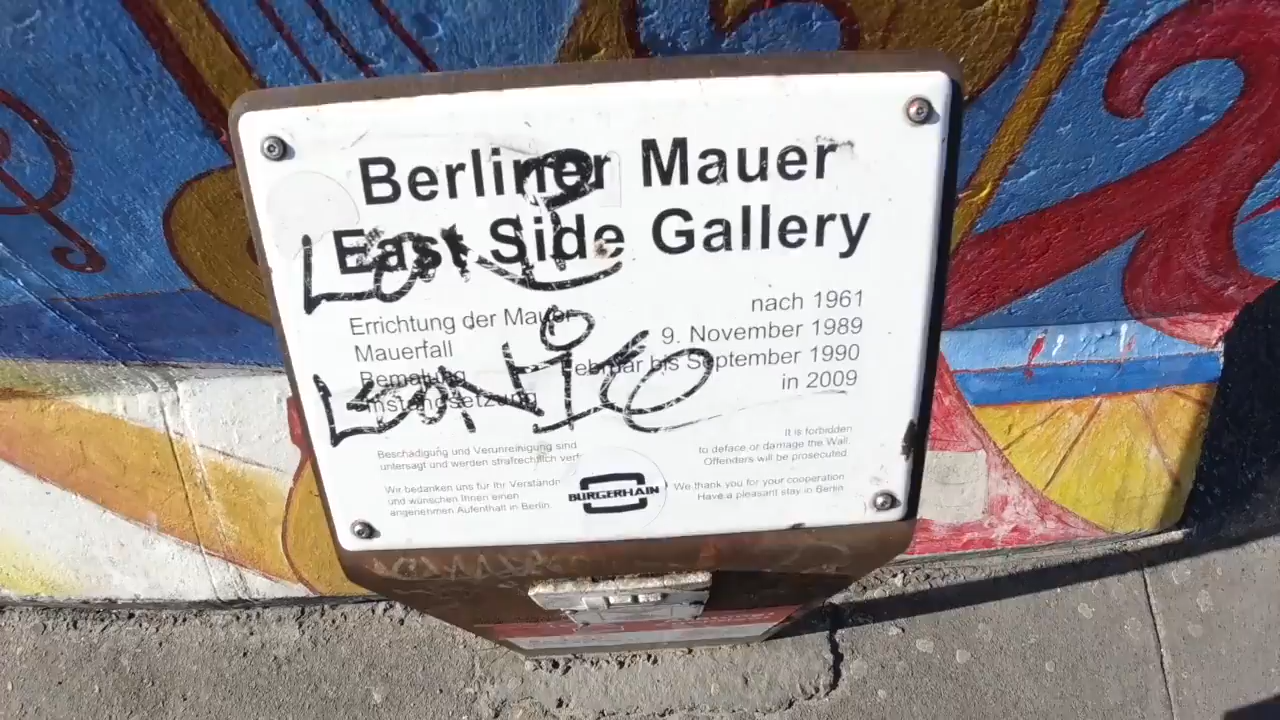 Berliner Mauer
East Side Gallery
Errichtung der Mauer nach 1961
Mauerfall 9. November 1989
Bemalung Februar bis September 1990
Instandsetzung in 2009
Beschädigung und Verunreinigung sind
untersagt und werden strafrechtlich verf
Wir bedanken uns für Ihr Verständn
und wünschen Ihnen einen
angenehmen Aufenthalt in Berlin.
BÜRGERHAIN
It is forbidden
to deface or damage the Wall.
Offenders will be prosecuted.
We thank you for your cooperation
Have a pleasant stay in Berlin.